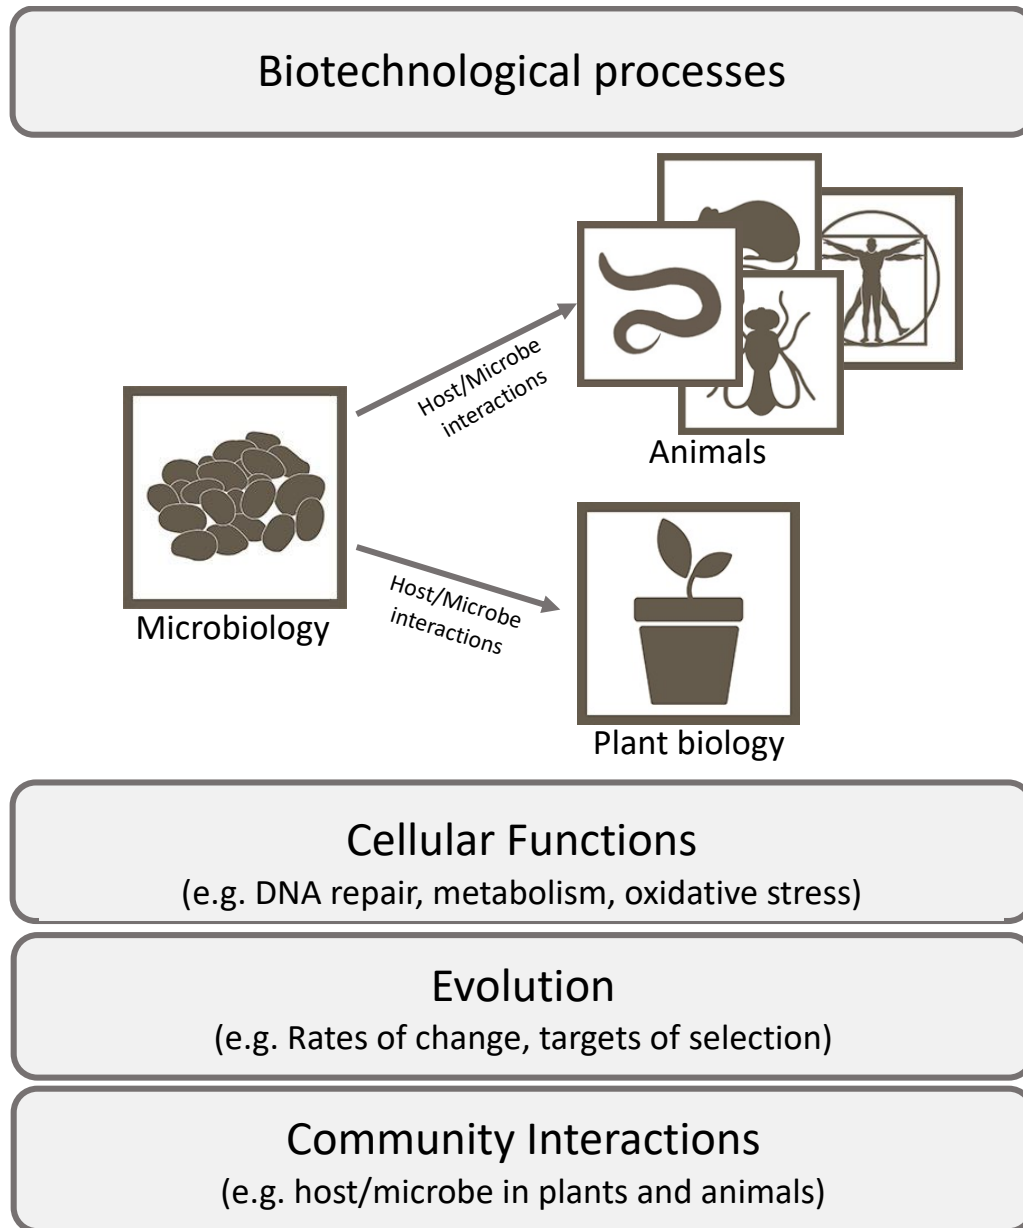 Biotechnological processes
Host/Microbe
interactions
Animals
Host/Microbe
interactions
Microbiology
Plant biology
Cellular Functions
(e.g. DNA repair, metabolism, oxidative stress)
Evolution
(e.g. Rates of change, targets of selection)
Community Interactions
(e.g. host/microbe in plants and animals)